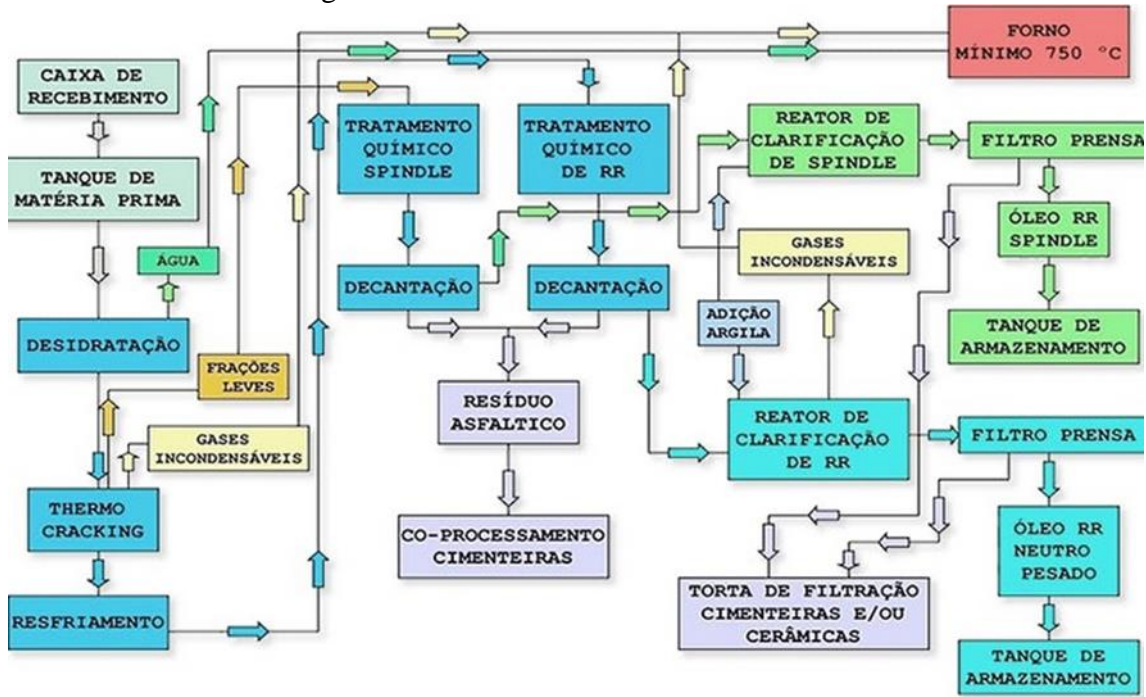 FORNO
MÍNIMO 750 ºC
CAIXA DE
RECEBIMENTO
TANQUE DE
MATÉRIA PRIMA
ÁGUA
DESIDRATAÇÃO
FRAÇÕES
LEVES
GASES
INCONDENSÁVEIS
THERMO
CRACKING
RESFRIAMENTO
TRATAMENTO
QUÍMICO
SPINDLE
TRATAMENTO
QUÍMICO
DE RR
DECANTAÇÃO
DECANTAÇÃO
RESÍDUO
ASFALTICO
CO-PROCESSAMENTO
CIMENTEIRAS
REATOR DE
CLARIFICAÇÃO
DE SPINDLE
GASES
INCONDENSÁVEIS
ADIÇÃO
ARGILA
REATOR DE
CLARIFICAÇÃO
DE RR
FILTRO PRENSA
ÓLEO RR
SPINDLE
TANQUE DE
ARMAZENAMENTO
FILTRO PRENSA
ÓLEO RR
NEUTRO
PESADO
TANQUE DE
ARMAZENAMENTO
TORTA DE FILTRAÇÃO
CIMENTEIRAS E/OU
CERÂMICAS